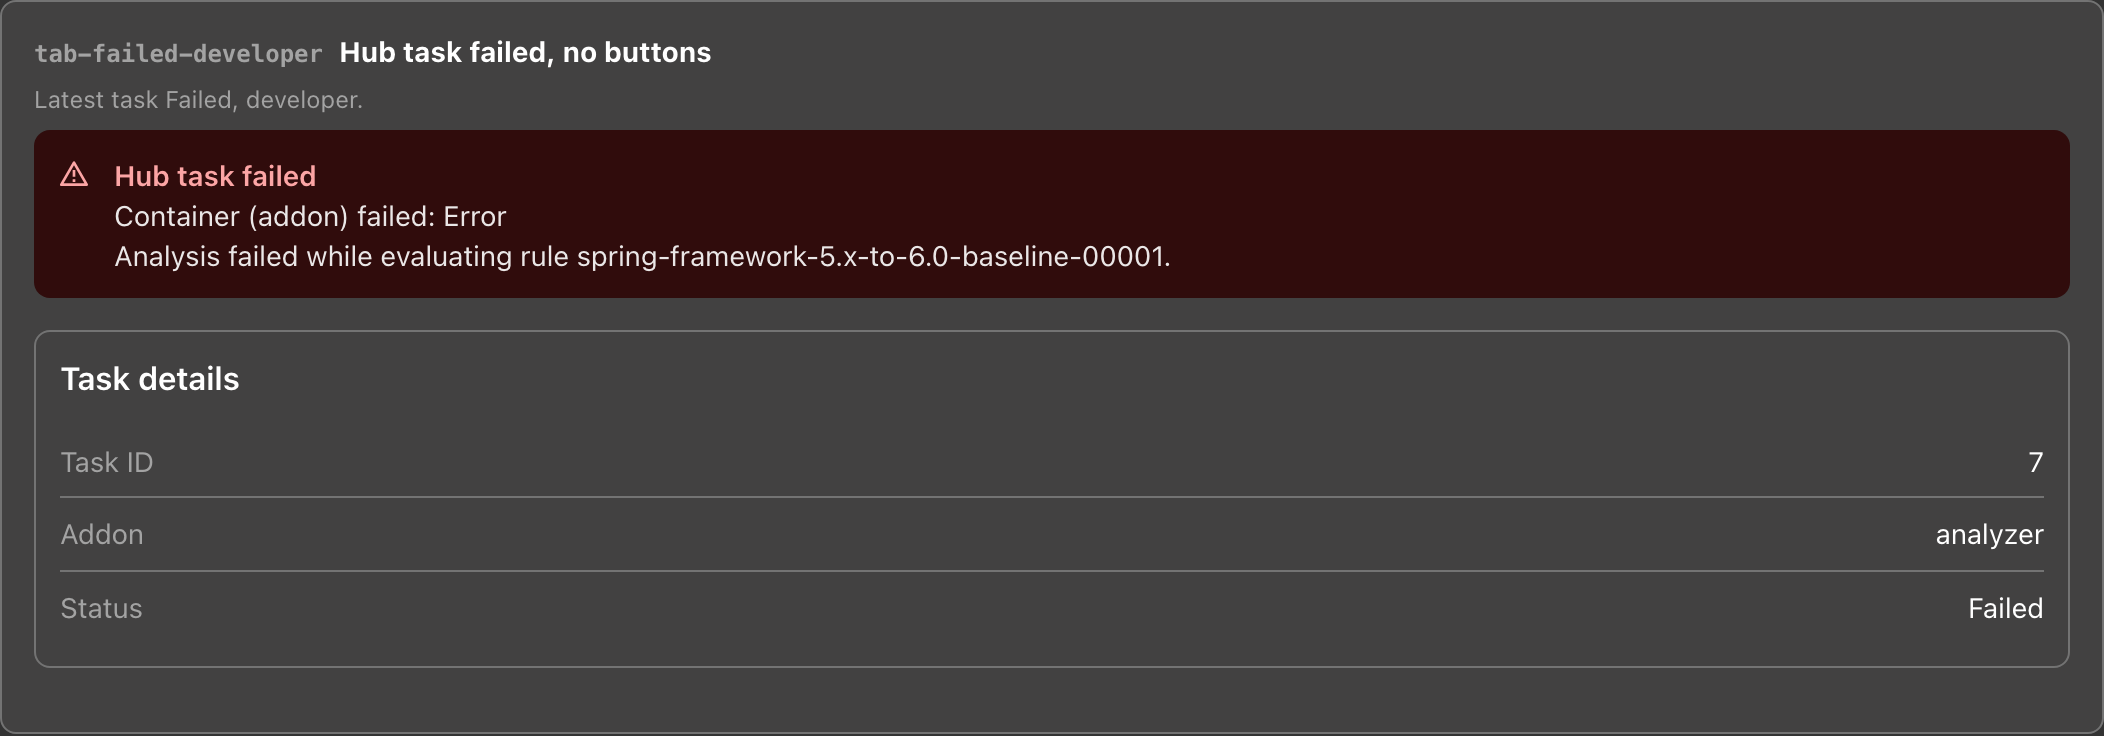 tab-failed-developer Hub task failed, no buttons
Latest task Failed, developer.
Hub task failed
Container (addon) failed: Error
Analysis failed while evaluating rule spring-framework-5.x-to-6.0-baseline-00001.
Task details
Task ID 7
Addon analyzer
Status Failed